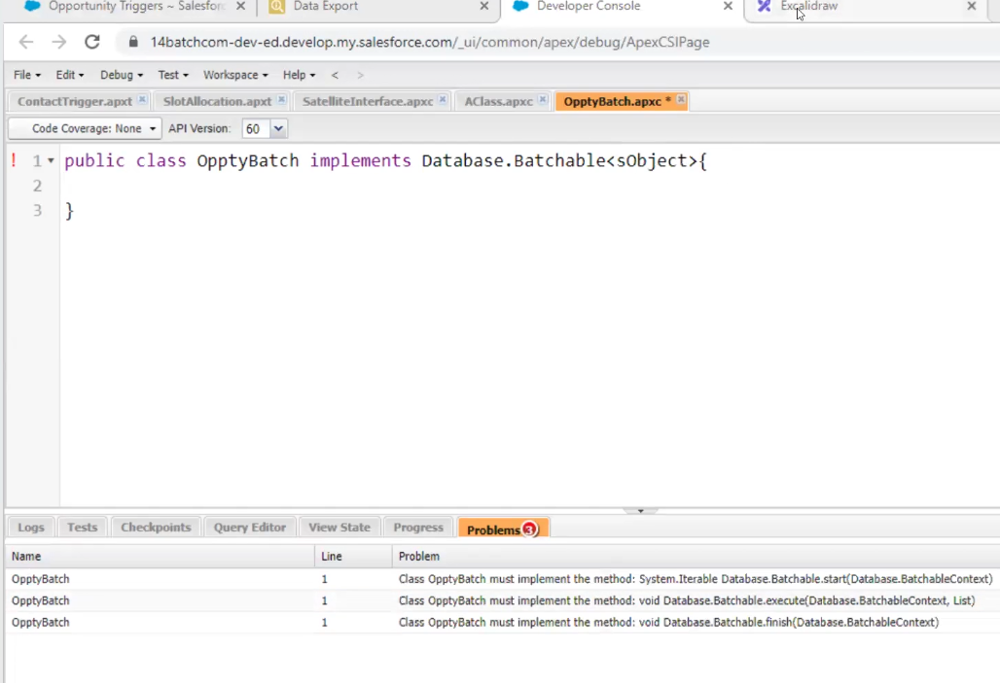 Opportunity Triggers ~ Salesfor
Data Export
Developer Console
Excalidraw
14batchcom-dev-ed.develop.my.salesforce.com/_ui/common/apex/debug/ApexCSIPage
File Edit Debug Test Workspace Help < >
ContactTrigger.apxt SlotAllocation.apxt SatelliteInterface.apxc AClass.apxc OpptyBatch.apxc *
Code Coverage: None API Version: 60
! 1 public class OpptyBatch implements Database.Batchable<sObject>{
2
3 }
Logs Tests Checkpoints Query Editor View State Progress Problems 3
Name Line Problem
OpptyBatch 1 Class OpptyBatch must implement the method: System.Iterable Database.Batchable.start(Database.BatchableContext)
OpptyBatch 1 Class OpptyBatch must implement the method: void Database.Batchable.execute(Database.BatchableContext, List)
OpptyBatch 1 Class OpptyBatch must implement the method: void Database.Batchable.finish(Database.BatchableContext)